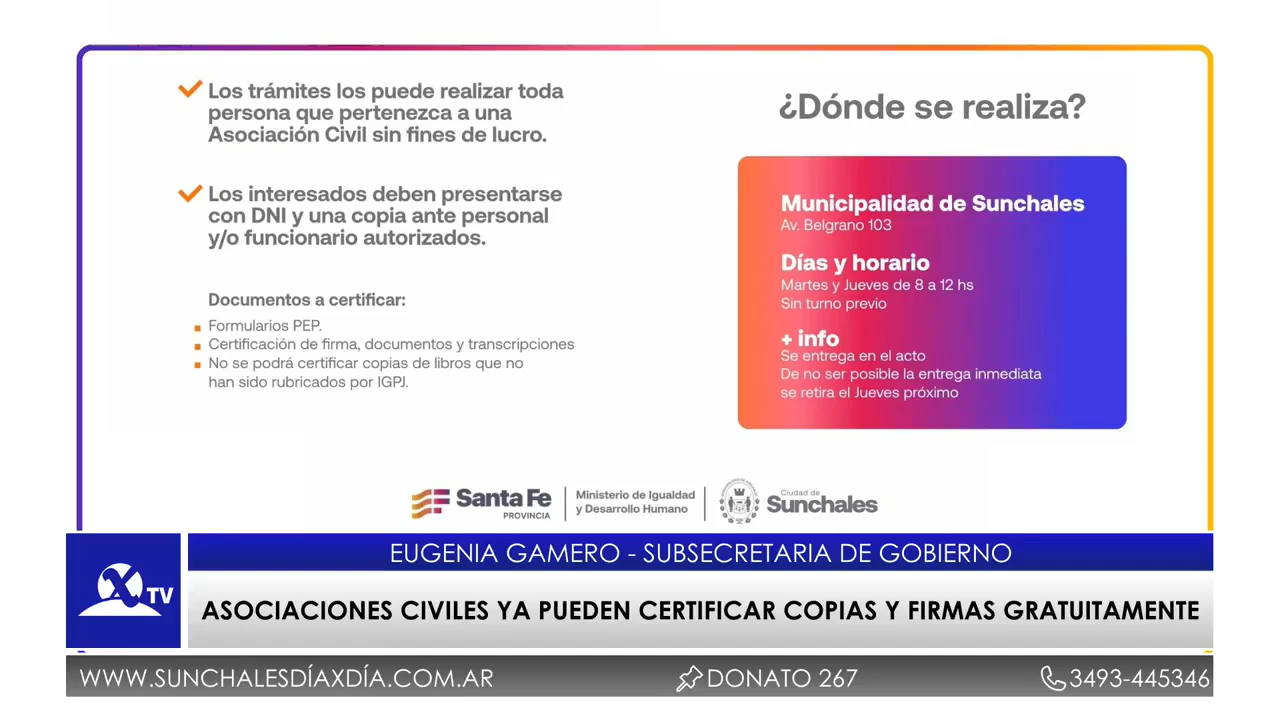 Los trámites los puede realizar toda
persona que pertenezca a una
Asociación Civil sin fines de lucro.
Los interesados deben presentarse
con DNI y una copia ante personal
y/o funcionario autorizados.
Documentos a certificar:
Formularios PEP.
Certificación de firma, documentos y transcripciones
No se podrá certificar copias de libros que no
han sido rubricados por IGPJ.
¿Dónde se realiza?
Municipalidad de Sunchales
Av. Belgrano 103
Días y horario
Martes y Jueves de 8 a 12 hs
Sin turno previo
+ info
Se entrega en el acto
De no ser posible la entrega inmediata
se retira el Jueves próximo
Santa Fe
PROVINCIA
Ministerio de Igualdad
y Desarrollo Humano
Ciudad de
Sunchales
X TV
EUGENIA GAMERO - SUBSECRETARIA DE GOBIERNO
ASOCIACIONES CIVILES YA PUEDEN CERTIFICAR COPIAS Y FIRMAS GRATUITAMENTE
WWW.SUNCHALESDÍAXDÍA.COM.AR
DONATO 267
3493-445346